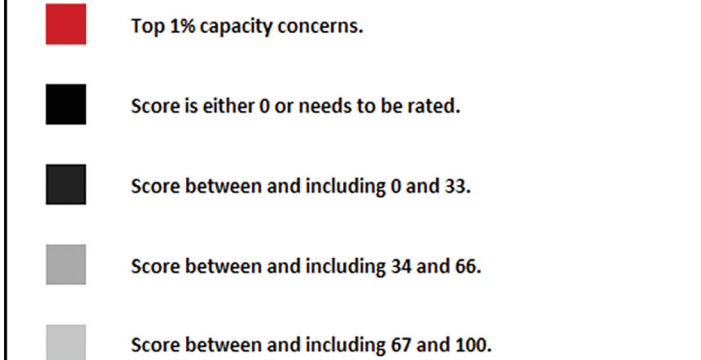 Top 1% capacity concerns.
Score is either 0 or needs to be rated.
Score between and including 0 and 33.
Score between and including 34 and 66.
Score between and including 67 and 100.